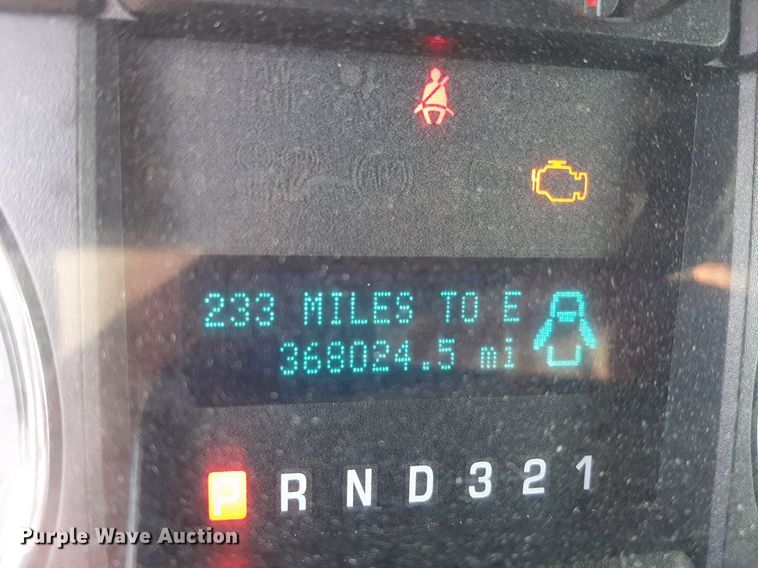 233 MILES TO E
368024.5 mi
P R N D 3 2 1
Purple Wave Auction